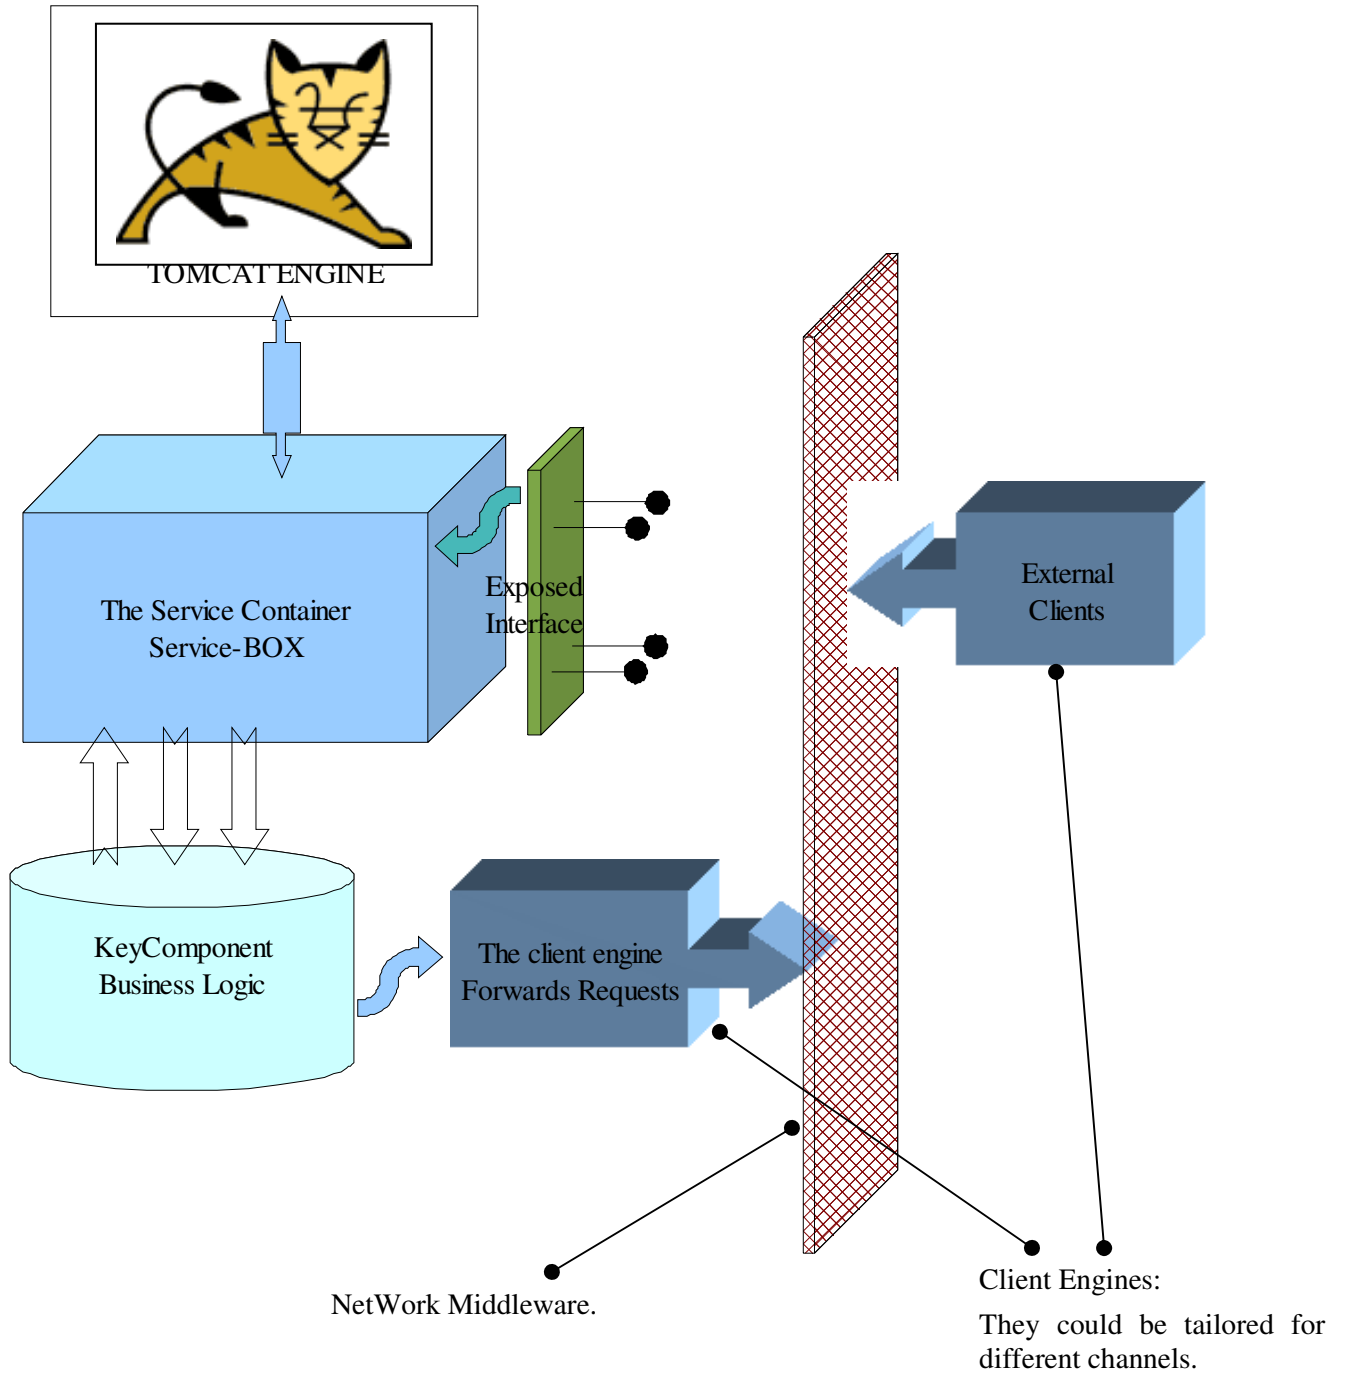 TOMCAT ENGINE
Exposed
Interface
External
Clients
The Service Container
Service-BOX
KeyComponent
Business Logic
The client engine
Forwards Requests
NetWork Middleware.
Client Engines:
They could be tailored for
different channels.